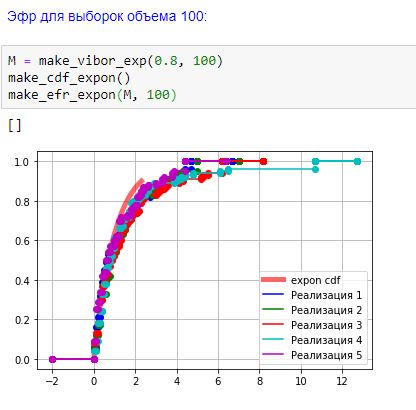 Эфр для выборок объема 100:
M = make_vibor_exp(0.8, 100)
make_cdf_expon()
make_efr_expon(M, 100)
[]
1.0
0.8
0.6
0.4
0.2
0.0
expon cdf
Реализация 1
Реализация 2
Реализация 3
Реализация 4
Реализация 5
−2 0 2 4 6 8 10 12